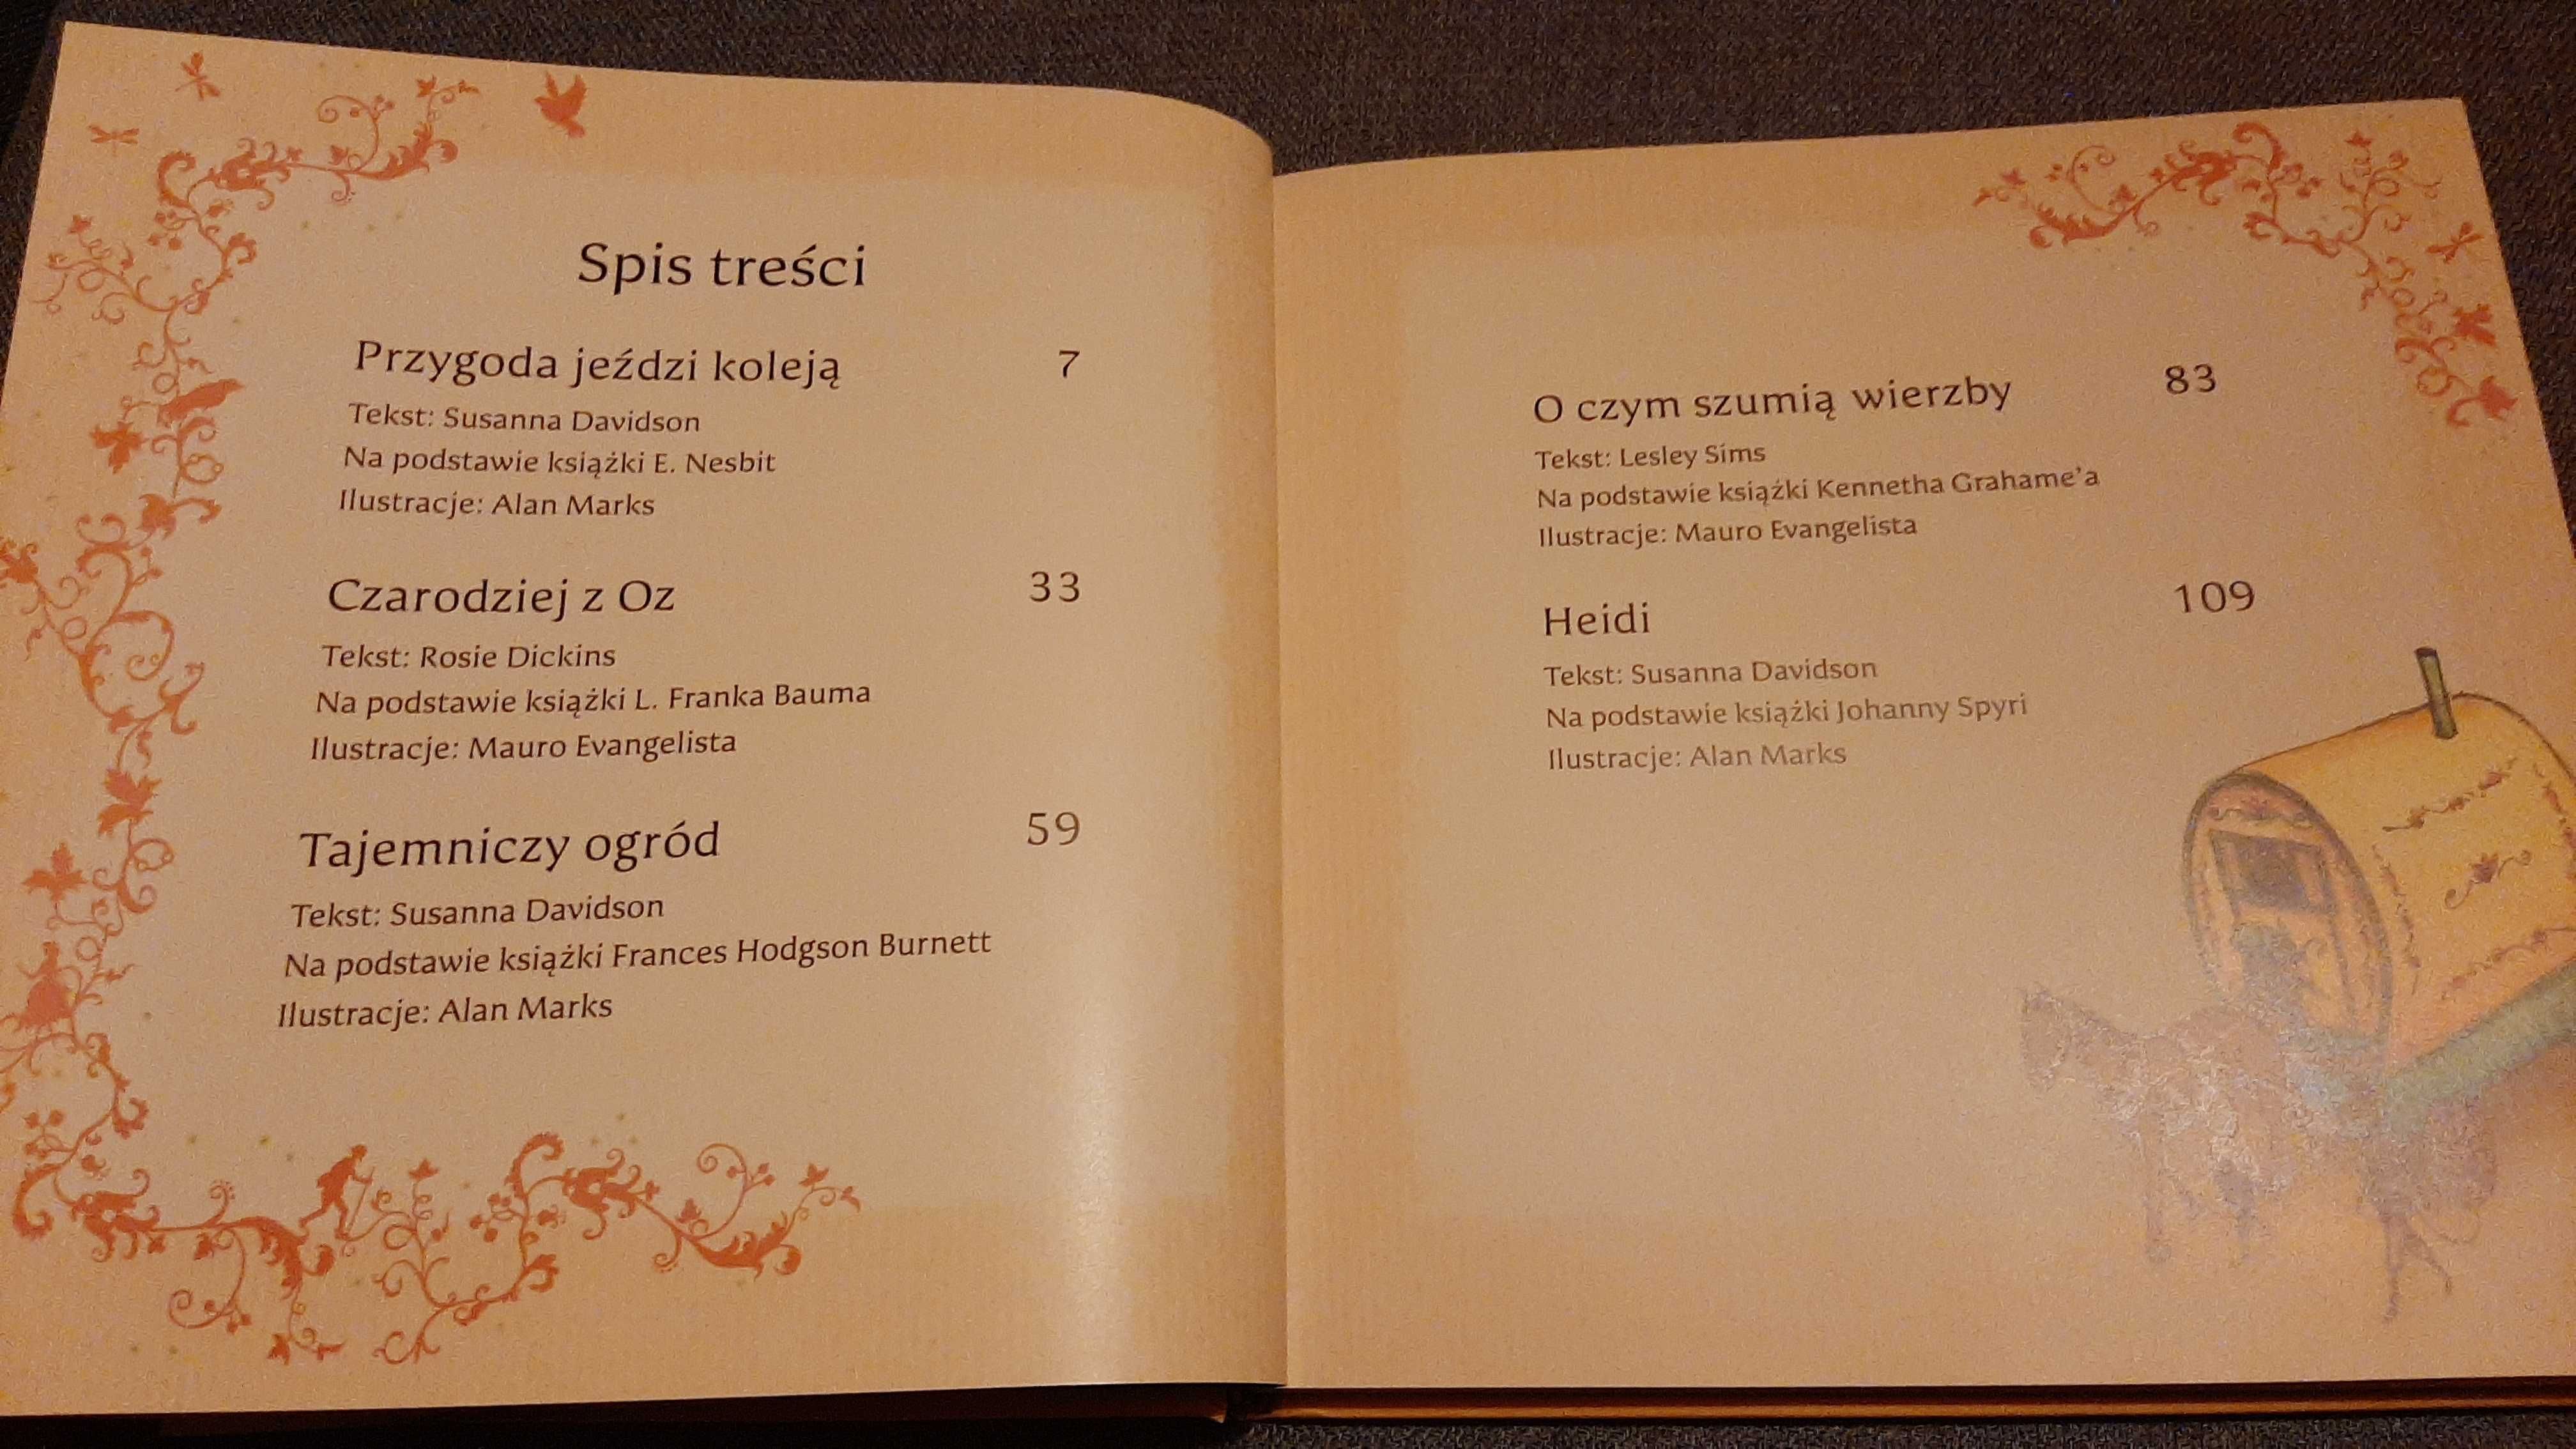 Spis treści
Przygoda jeździ koleją 7
Tekst: Susanna Davidson
Na podstawie książki E. Nesbit
Ilustracje: Alan Marks
Czarodziej z Oz 33
Tekst: Rosie Dickins
Na podstawie książki L. Franka Bauma
Ilustracje: Mauro Evangelista
Tajemniczy ogród 59
Tekst: Susanna Davidson
Na podstawie książki Frances Hodgson Burnett
Ilustracje: Alan Marks
O czym szumią wierzby 83
Tekst: Lesley Sims
Na podstawie książki Kennetha Grahame'a
Ilustracje: Mauro Evangelista
Heidi 109
Tekst: Susanna Davidson
Na podstawie książki Johanny Spyri
Ilustracje: Alan Marks